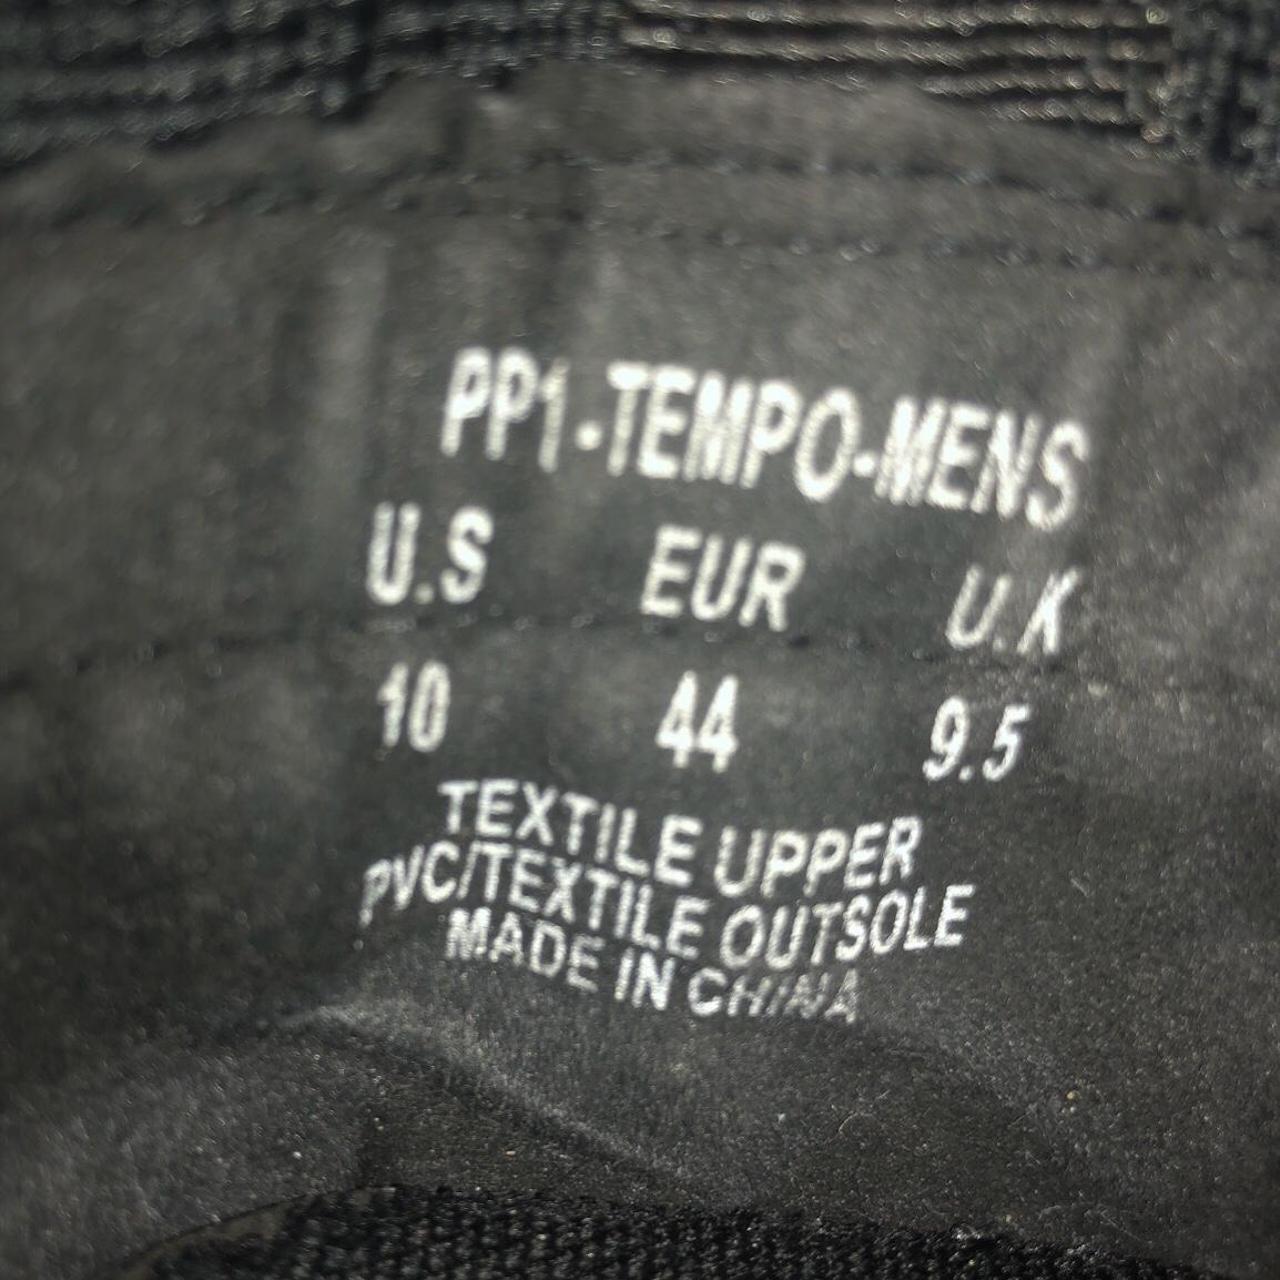 PP1-TEMPO-MENS
U.S EUR U.K
10 44 9.5
TEXTILE UPPER
PVC/TEXTILE OUTSOLE
MADE IN CHINA